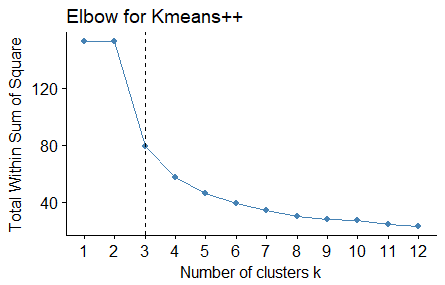 Elbow for Kmeans++
Total Within Sum of Square
120
80
40
1 2 3 4 5 6 7 8 9 10 11 12
Number of clusters k